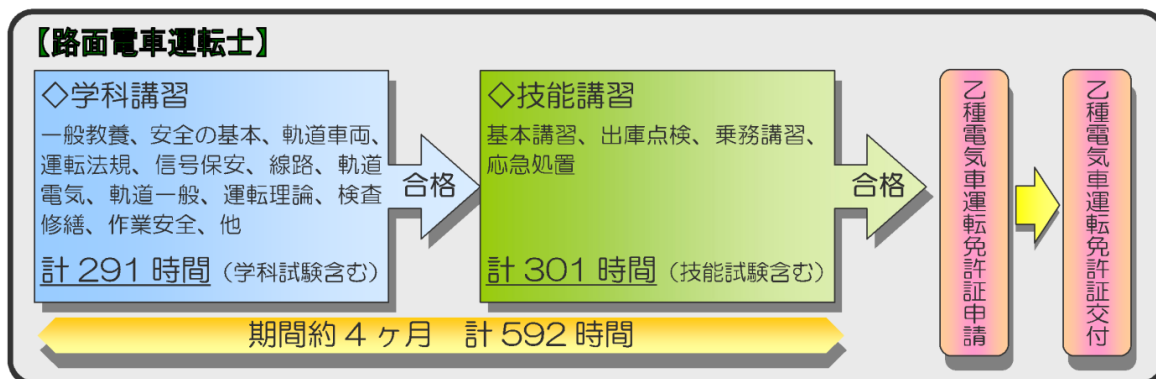 【路面電車運転士】
◇学科講習
一般教養、安全の基本、軌道車両、
運転法規、信号保安、線路、軌道
電気、軌道一般、運転理論、検査
修繕、作業安全、他
計 291 時間（学科試験含む）
合格
◇技能講習
基本講習、出庫点検、乗務講習、
応急処置
計 301 時間（技能試験含む）
合格
乙種電気車運転免許証申請
乙種電気車運転免許証交付
期間約 4 ヶ月　計 592 時間